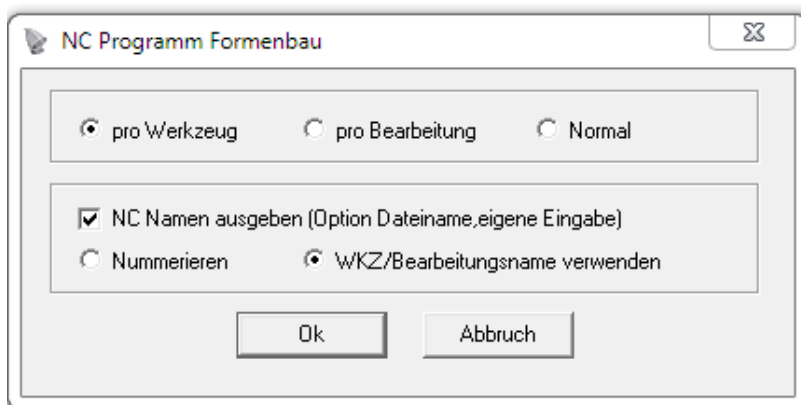 NC Programm Formenbau
pro Werkzeug pro Bearbeitung Normal
NC Namen ausgeben (Option Dateiname,eigene Eingabe)
Nummerieren WKZ/Bearbeitungsname verwenden
Ok Abbruch